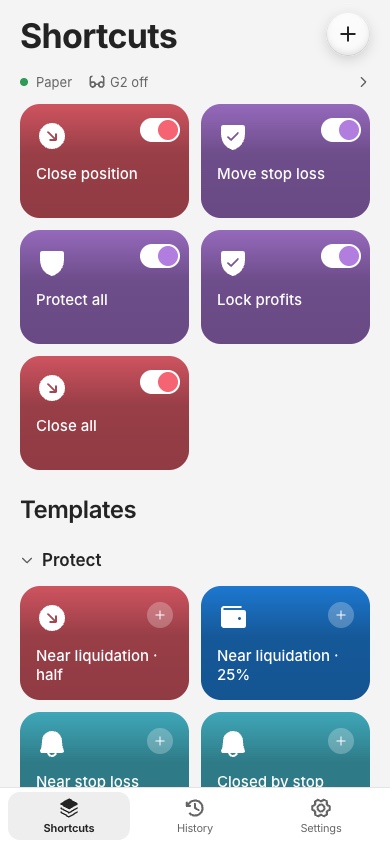 Shortcuts
Paper G2 off
Close position
Move stop loss
Protect all
Lock profits
Close all
Templates
Protect
Near liquidation ·
half
Near liquidation ·
25%
Near stop loss
Closed by stop
Shortcuts
History
Settings